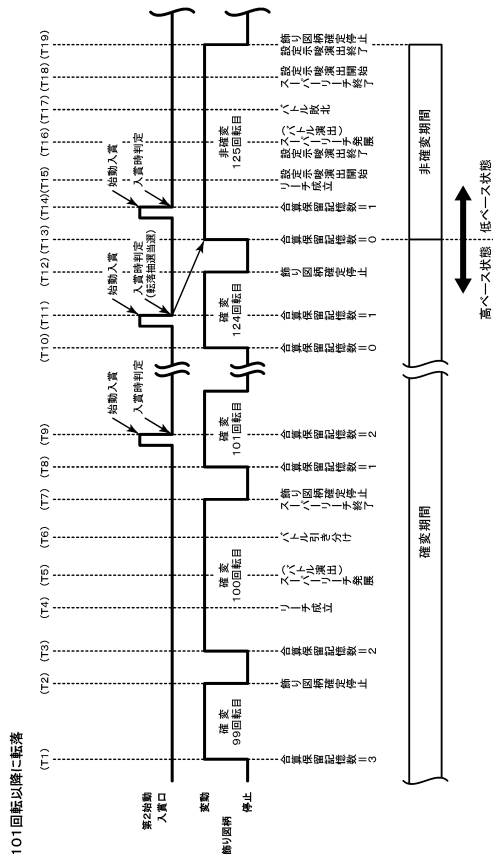 101回転以降に転落
(T1)
(T2)
(T3)
(T4)
(T5)
(T6)
(T7)
(T8)
(T9)
(T10)
(T11)
(T12)
(T13)
(T14)
(T15)
(T16)
(T17)
(T18)
(T19)
第2始動
入賞口
始動入賞
入賞時判定
始動入賞
入賞時判定
(転落抽選当選)
始動入賞
入賞時判定
飾り図柄
変動
停止
確変
99回転目
確変
100回転目
確変
101回転目
確変
124回転目
非確変
125回転目
合算保留記憶数=3
飾り図柄確定停止
合算保留記憶数=2
リーチ成立
スーパーリーチ発展
(バトル演出)
バトル引き分け
スーパーリーチ終了
飾り図柄確定停止
合算保留記憶数=1
合算保留記憶数=2
合算保留記憶数=0
合算保留記憶数=1
飾り図柄確定停止
合算保留記憶数=0
合算保留記憶数=1
リーチ成立
設定示唆演出開始
設定示唆演出終了
スーパーリーチ発展
(バトル演出)
バトル敗北
スーパーリーチ終了
設定示唆演出開始
設定示唆演出終了
飾り図柄確定停止
確変期間
非確変期間
高ベース状態
低ベース状態